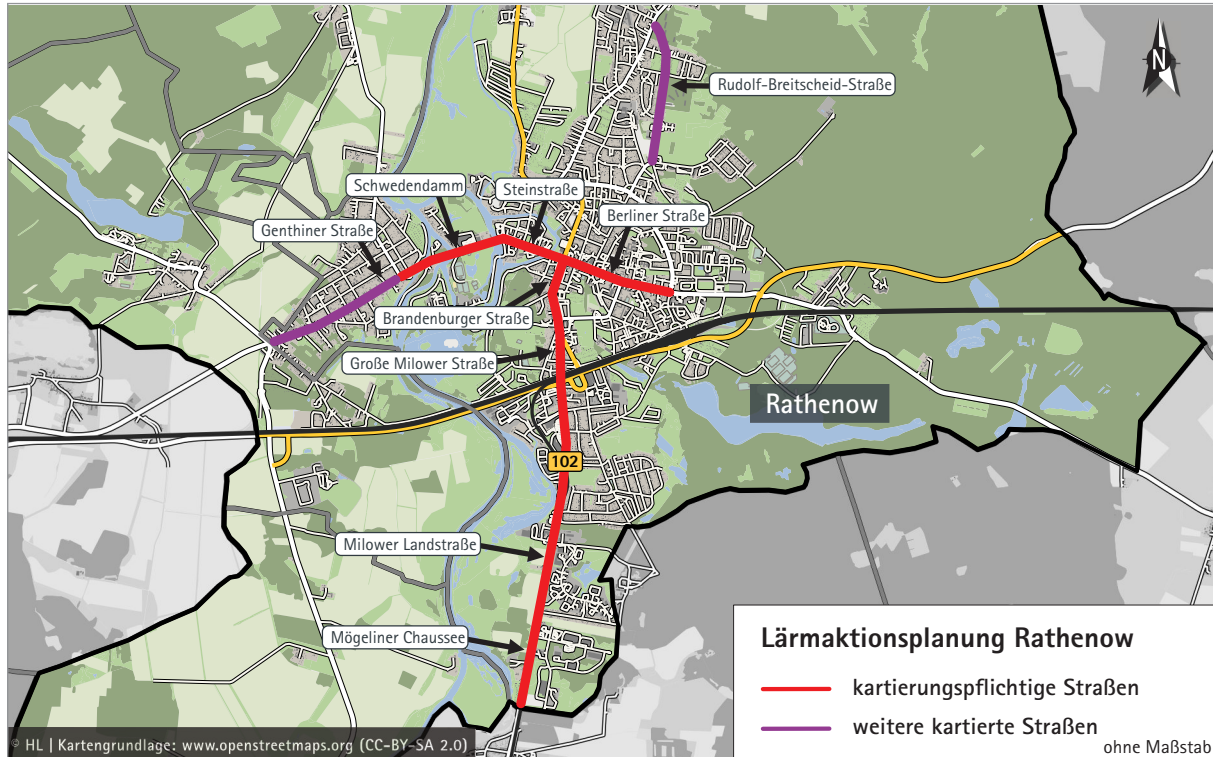 N
Rudolf-Breitscheid-Straße
Schwedendamm
Steinstraße
Berliner Straße
Genthiner Straße
Brandenburger Straße
Große Milower Straße
Rathenow
102
Milower Landstraße
Mögeliner Chaussee
Lärmaktionsplanung Rathenow
kartierungspflichtige Straßen
weitere kartierte Straßen
ohne Maßstab
© HL | Kartengrundlage: www.openstreetmaps.org (CC-BY-SA 2.0)